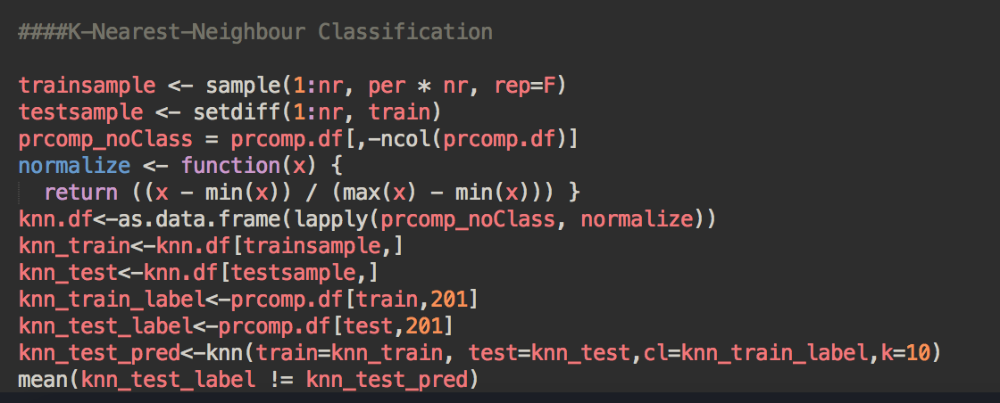 ####K-Nearest-Neighbour Classification
trainsample <- sample(1:nr, per * nr, rep=F)
testsample <- setdiff(1:nr, train)
prcomp_noClass = prcomp.df[,-ncol(prcomp.df)]
normalize <- function(x) {
  return ((x - min(x)) / (max(x) - min(x))) }
knn.df<-as.data.frame(lapply(prcomp_noClass, normalize))
knn_train<-knn.df[trainsample,]
knn_test<-knn.df[testsample,]
knn_train_label<-prcomp.df[train,201]
knn_test_label<-prcomp.df[test,201]
knn_test_pred<-knn(train=knn_train, test=knn_test,cl=knn_train_label,k=10)
mean(knn_test_label != knn_test_pred)